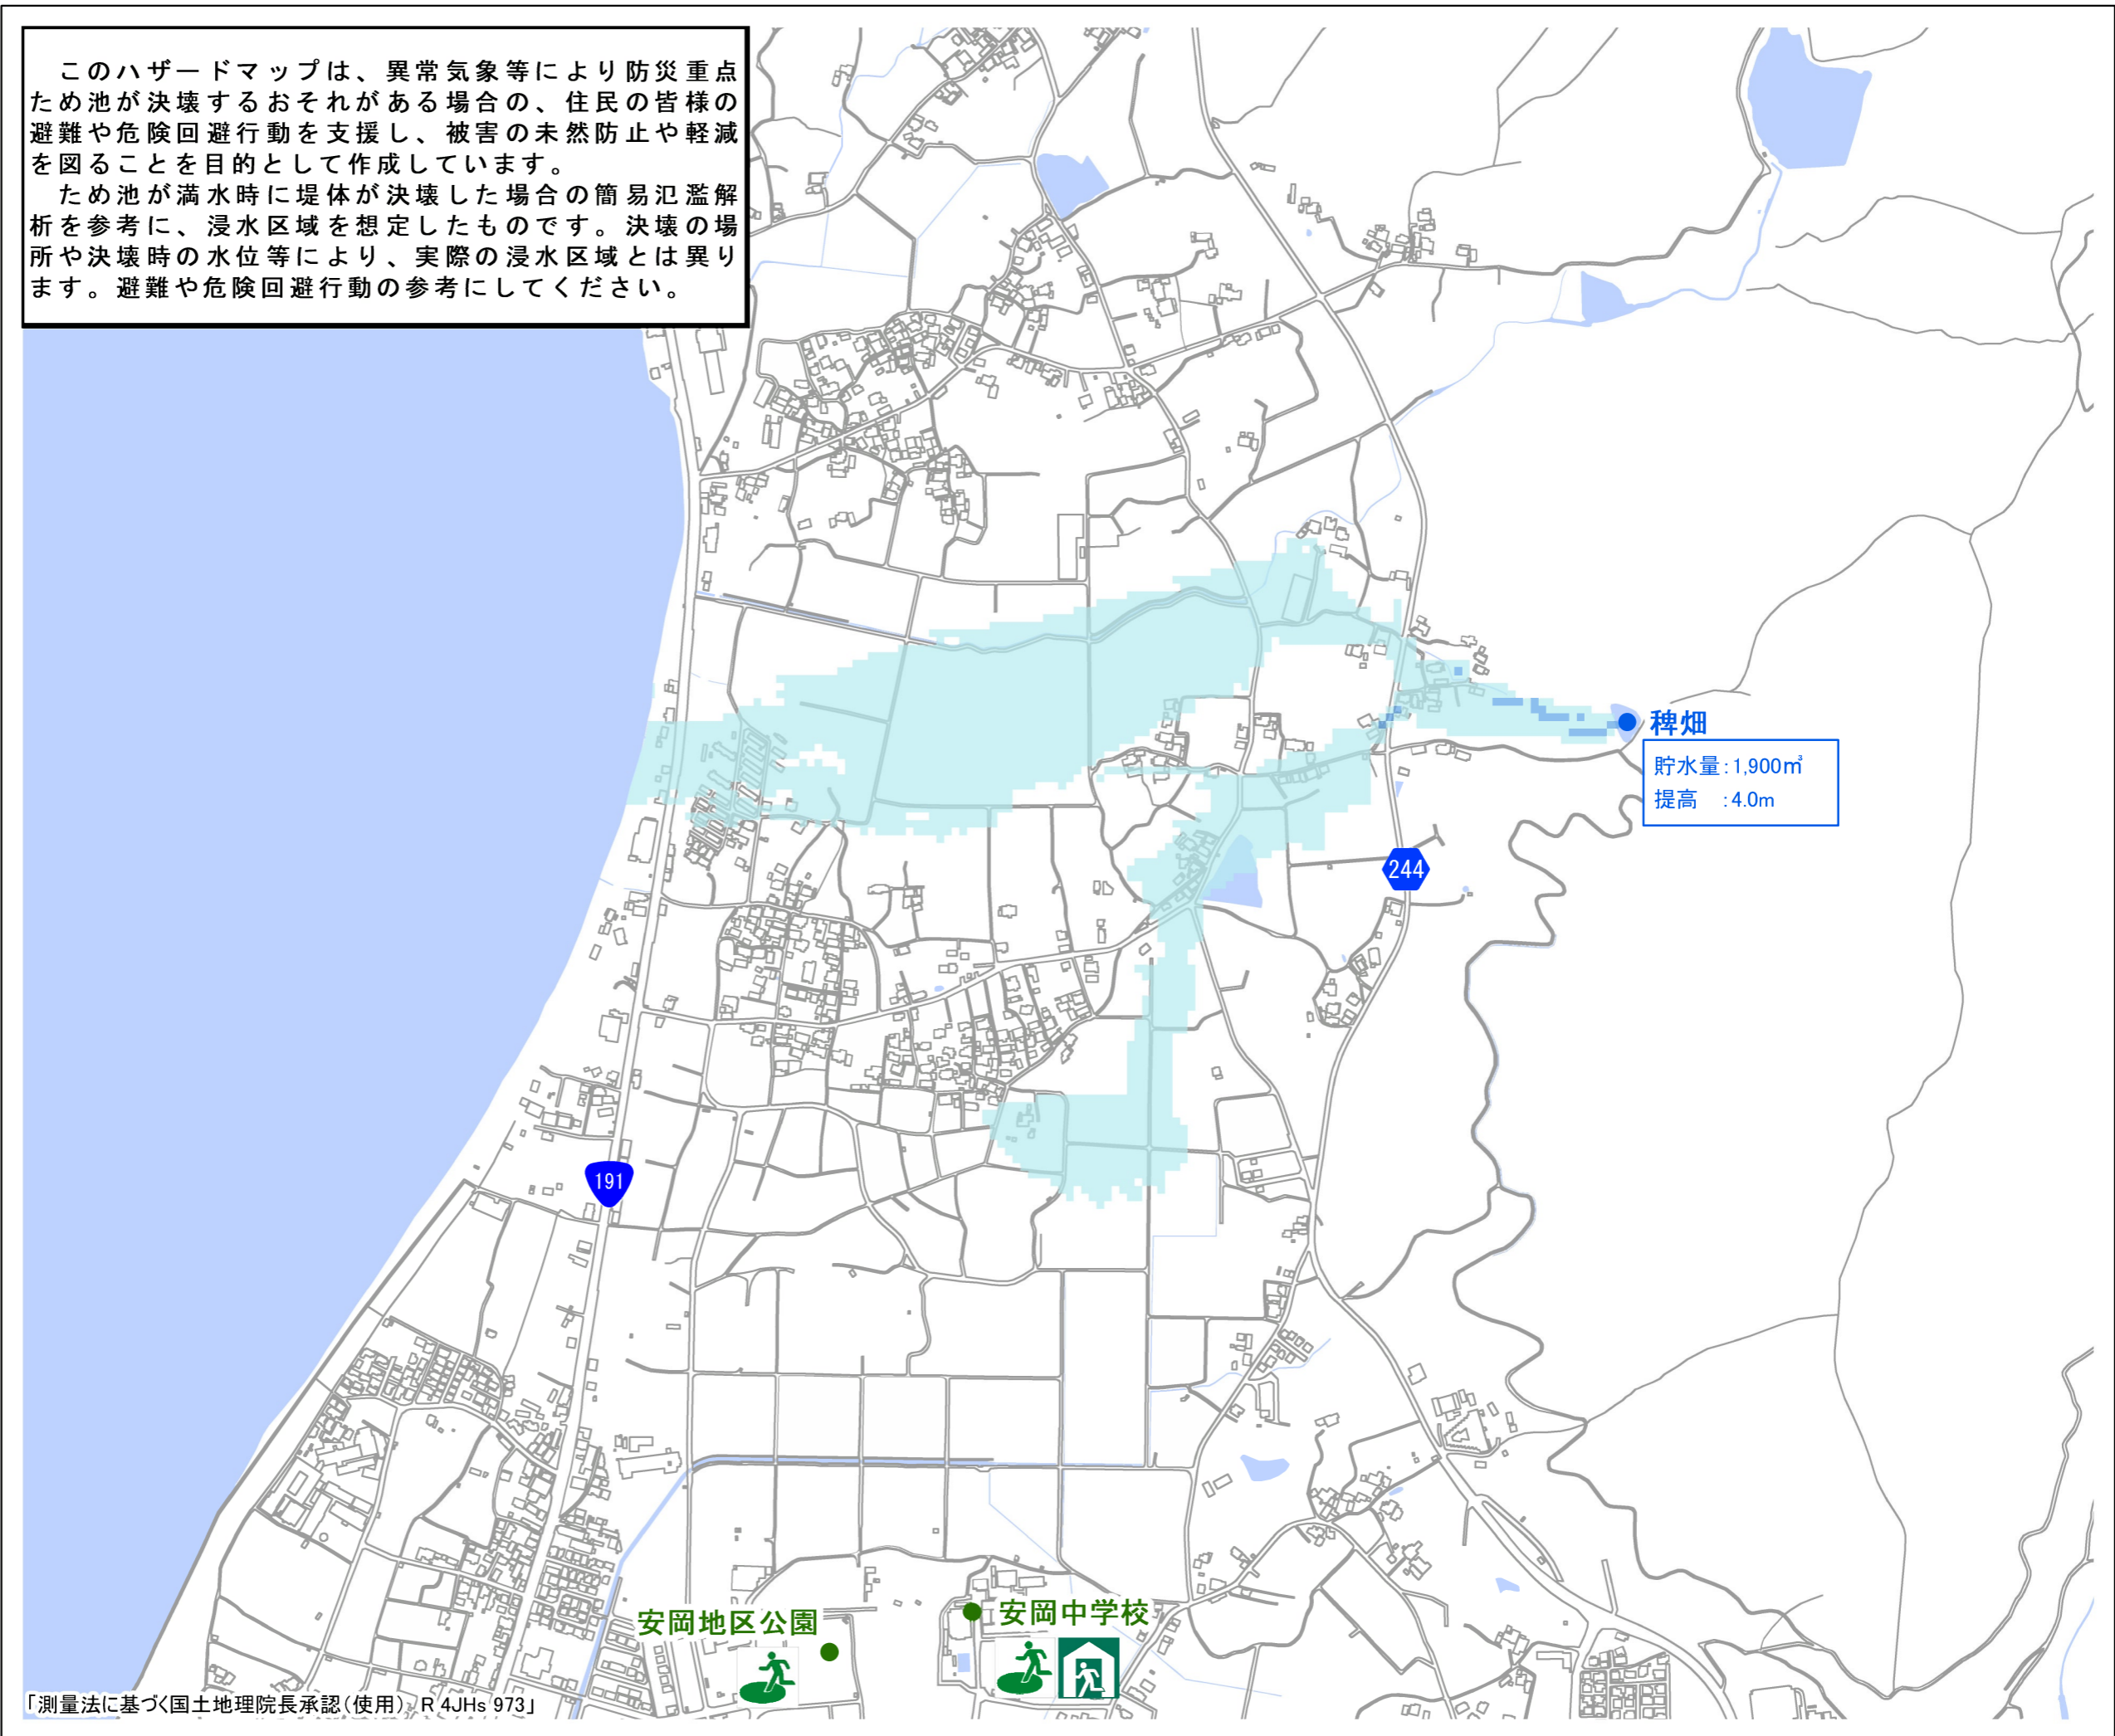 このハザードマップは、異常気象等により防災重点
ため池が決壊するおそれがある場合の、住民の皆様の
避難や危険回避行動を支援し、被害の未然防止や軽減
を図ることを目的として作成しています。
ため池が満水時に堤体が決壊した場合の簡易氾濫解
析を参考に、浸水区域を想定したものです。決壊の場
所や決壊時の水位等により、実際の浸水区域とは異り
ます。避難や危険回避行動の参考にしてください。
稗畑
貯水量:1,900㎥
提高 :4.0m
244
191
安岡地区公園
安岡中学校
「測量法に基づく国土地理院長承認(使用) R 4JHs 973」